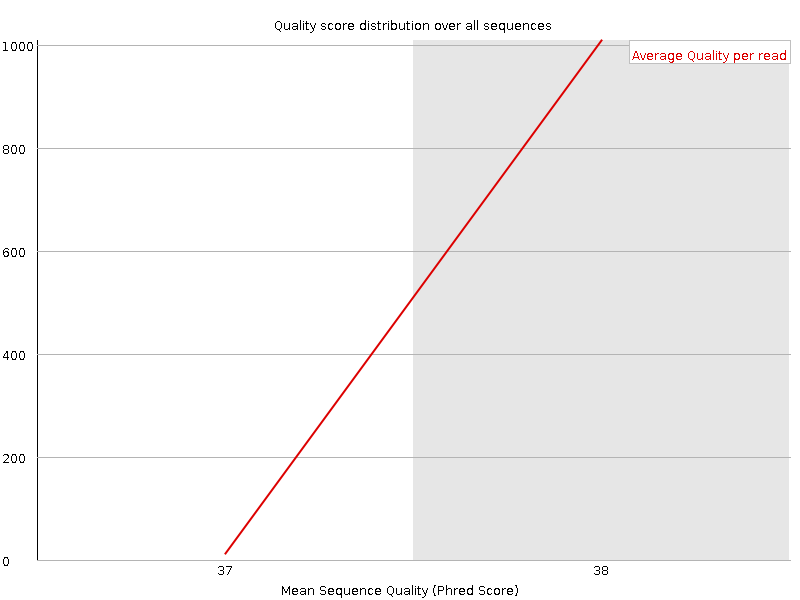 Quality score distribution over all sequences
1000
Average Quality per read
800
600
400
200
0
37 38
Mean Sequence Quality (Phred Score)